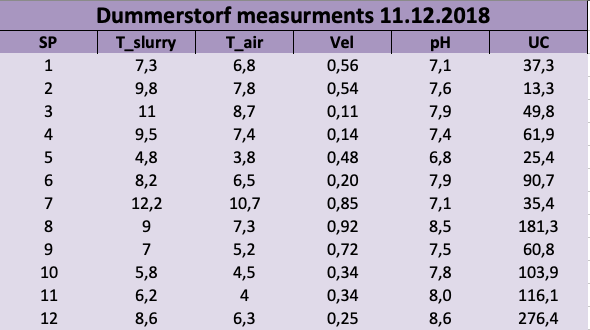 Dummerstorf measurments 11.12.2018
SP T_slurry T_air Vel pH UC
1 7,3 6,8 0,56 7,1 37,3
2 9,8 7,8 0,54 7,6 13,3
3 11 8,7 0,11 7,9 49,8
4 9,5 7,4 0,14 7,4 61,9
5 4,8 3,8 0,48 6,8 25,4
6 8,2 6,5 0,20 7,9 90,7
7 12,2 10,7 0,85 7,1 35,4
8 9 7,3 0,92 8,5 181,3
9 7 5,2 0,72 7,5 60,8
10 5,8 4,5 0,34 7,8 103,9
11 6,2 4 0,34 8,0 116,1
12 8,6 6,3 0,25 8,6 276,4